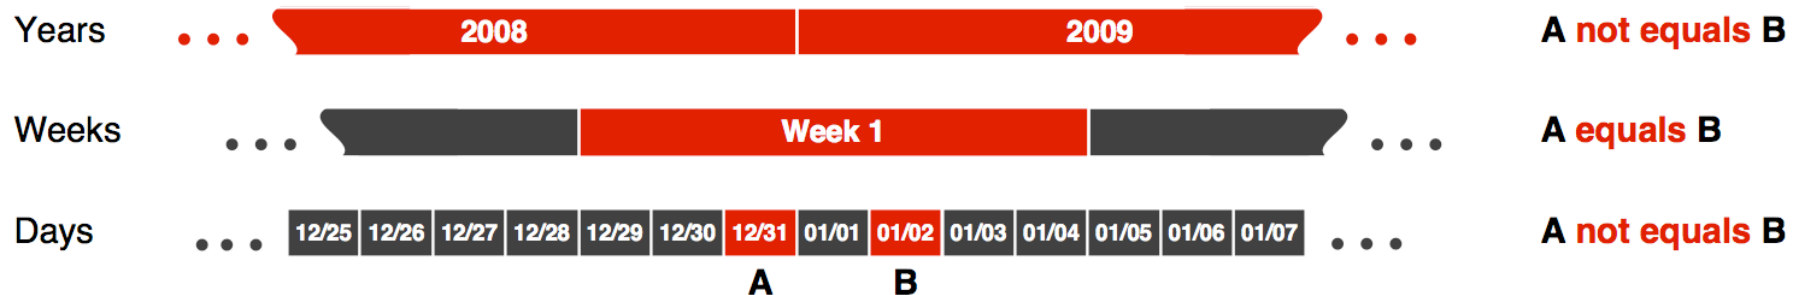 Years ... 2008 2009 ... A not equals B
Weeks ... Week 1 ... A equals B
Days ... 12/25 12/26 12/27 12/28 12/29 12/30 12/31 01/01 01/02 01/03 01/04 01/05 01/06 01/07 ... A not equals B
A B